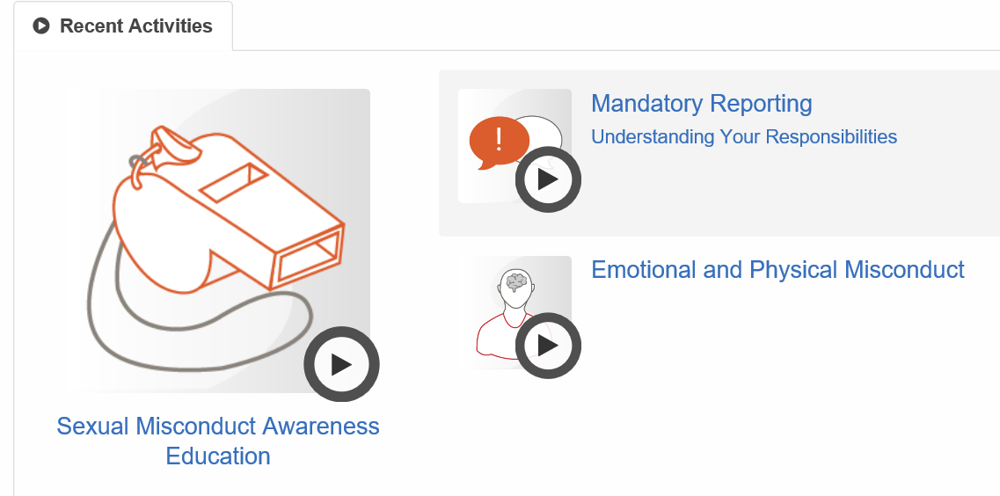 Recent Activities
Sexual Misconduct Awareness
Education
!
Mandatory Reporting
Understanding Your Responsibilities
Emotional and Physical Misconduct